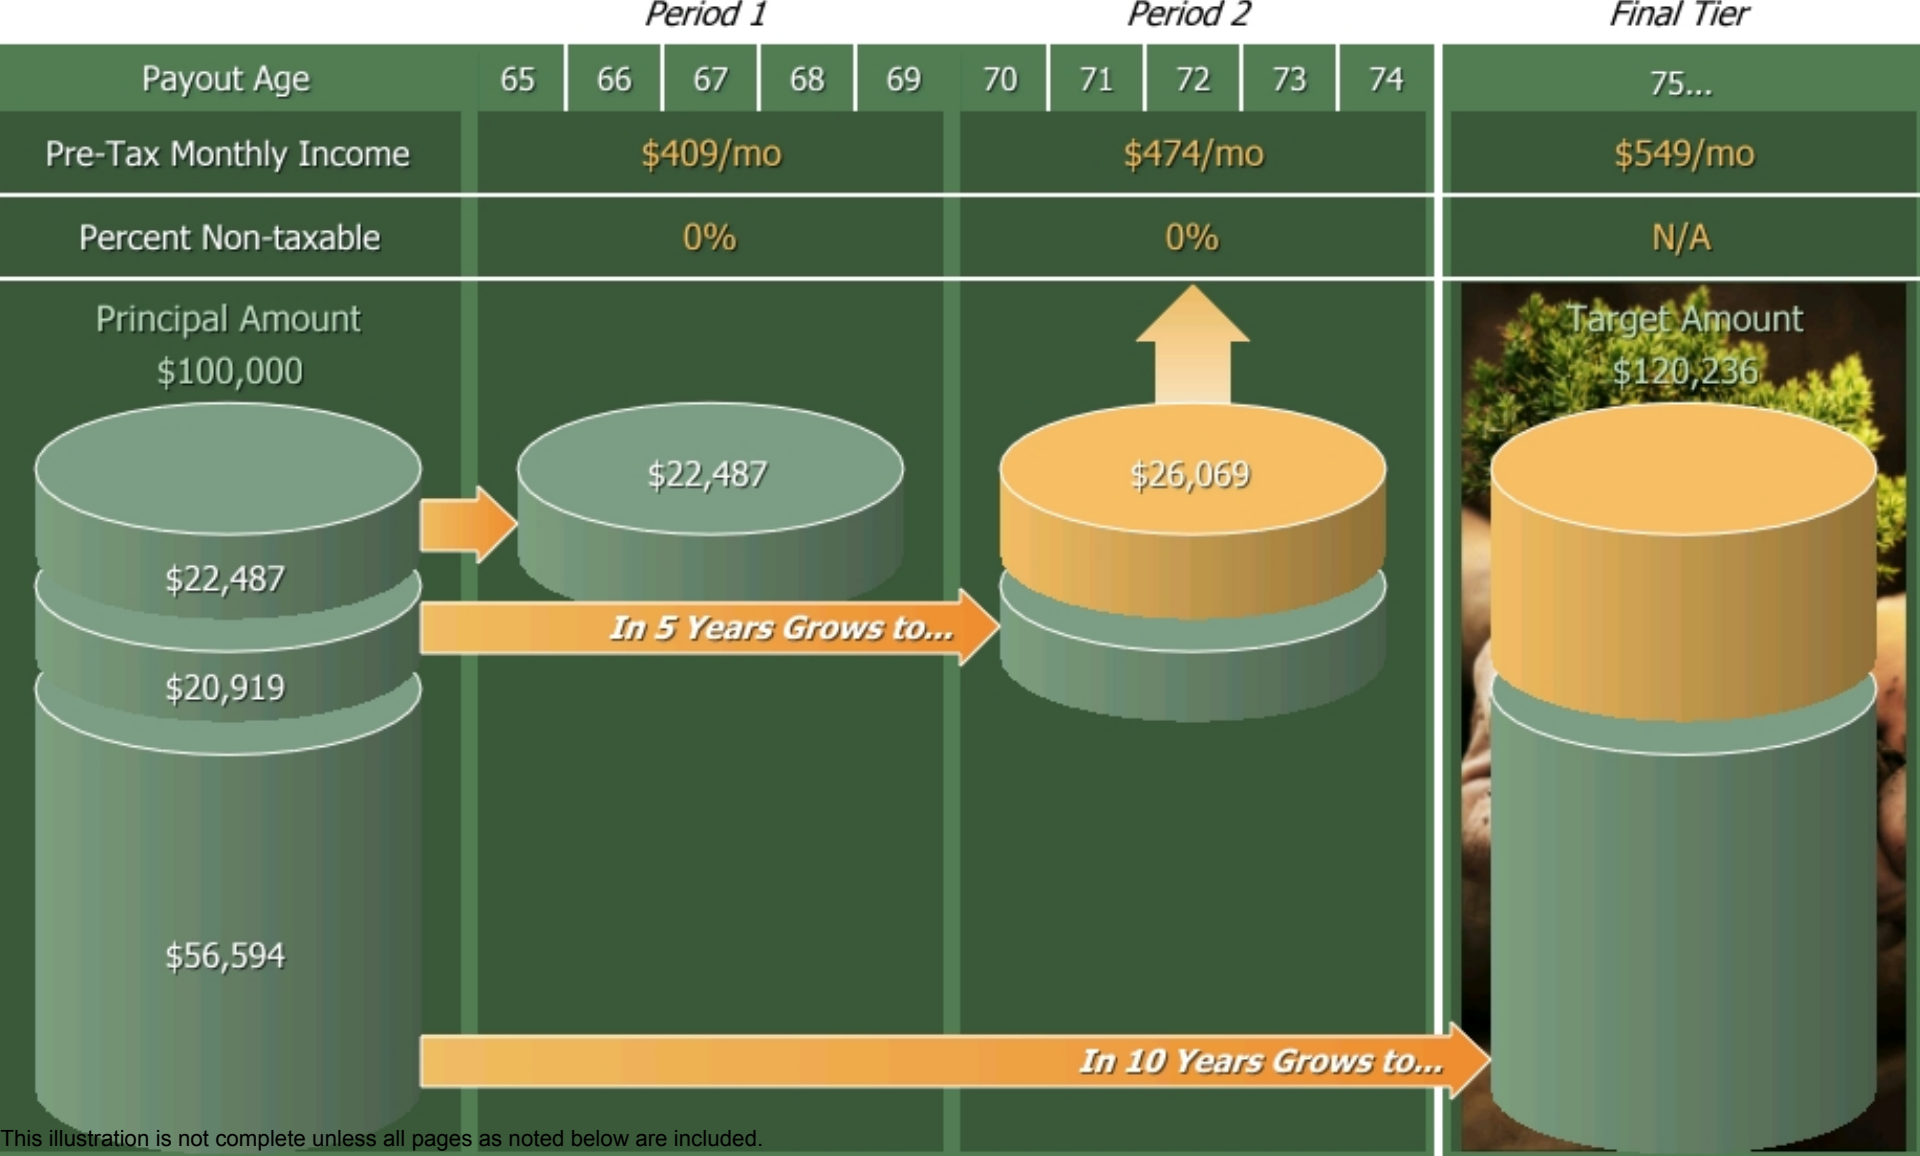 Period 1 Period 2 Final Tier
Payout Age 65 66 67 68 69 70 71 72 73 74 75...
Pre-Tax Monthly Income $409/mo $474/mo $549/mo
Percent Non-taxable 0% 0% N/A
Principal Amount Target Amount
$100,000 $120,236
$22,487 $26,069
$22,487
In 5 Years Grows to...
$20,919
$56,594
In 10 Years Grows to...
This illustration is not complete unless all pages as noted below are included.